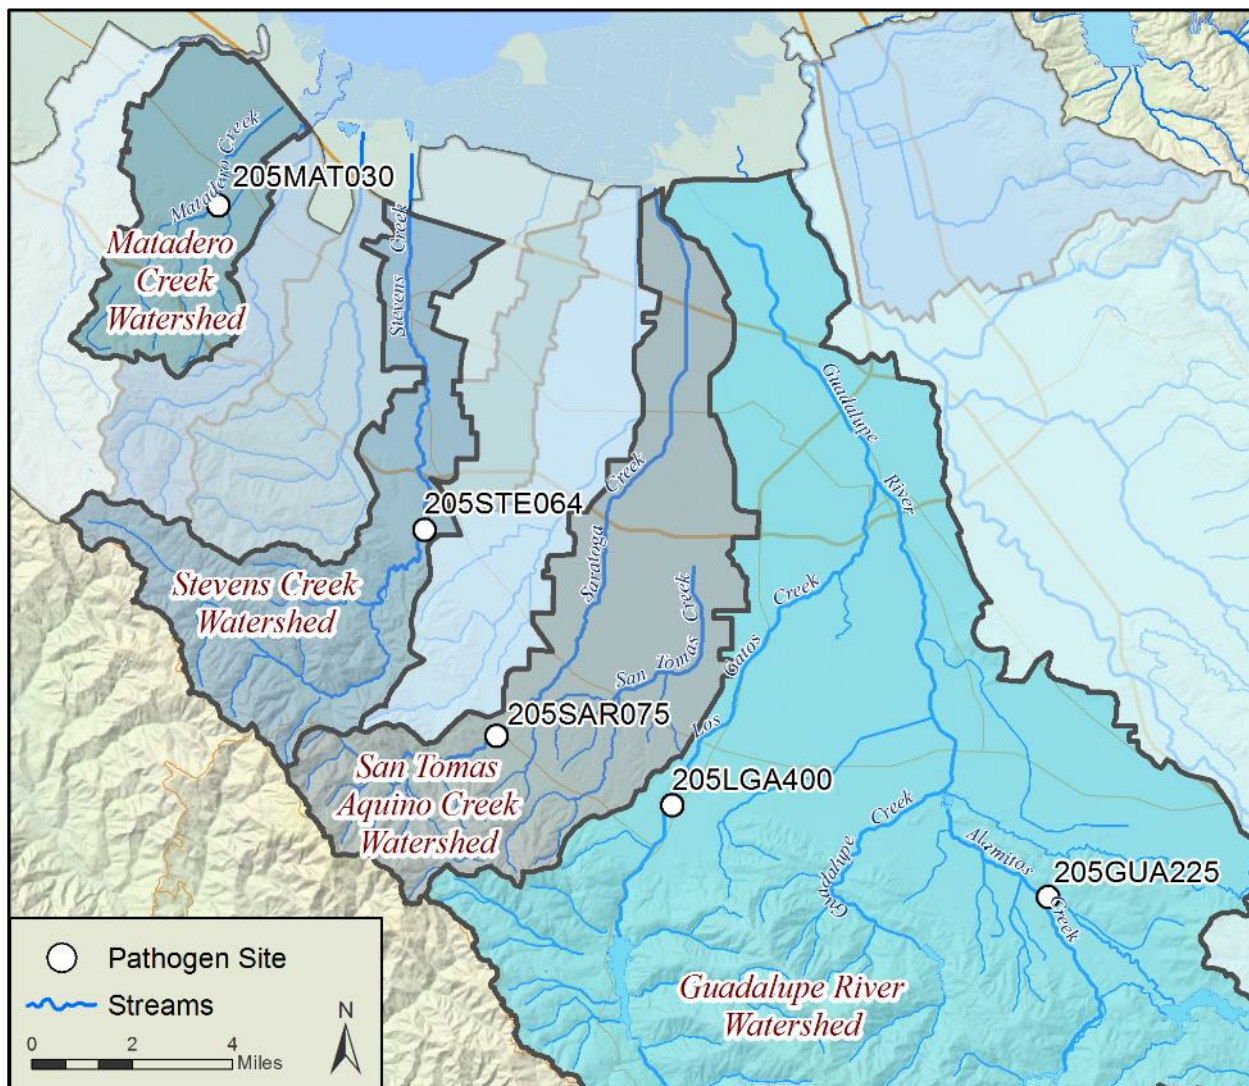 Matadero Creek
205MAT030
Matadero
Creek
Watershed
Stevens Creek
205STE064
Stevens Creek
Watershed
Saratoga Creek
San Tomas Creek
205SAR075
San Tomas
Aquino Creek
Watershed
Guadalupe River
Los Gatos Creek
205LGA400
Guadalupe Creek
Alamitos Creek
205GUA225
Guadalupe River
Watershed
Pathogen Site
Streams
N
0 2 4
Miles